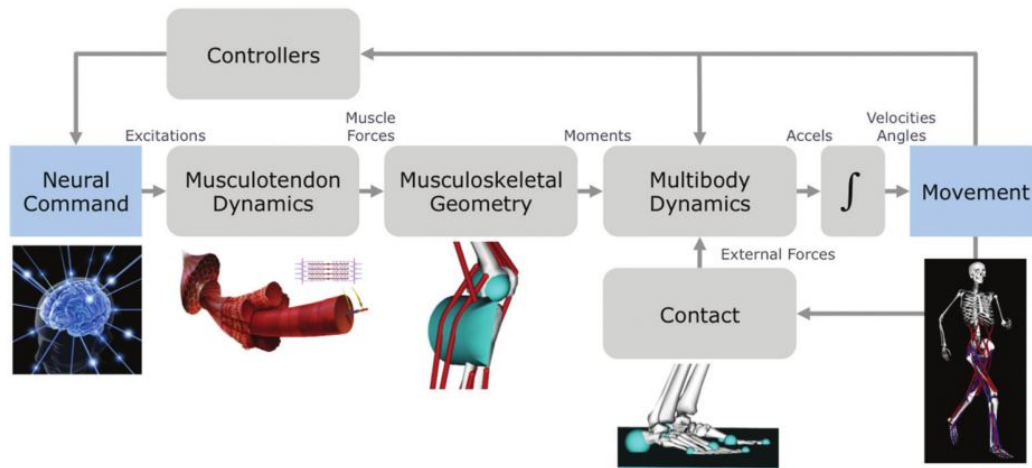 Controllers
Excitations
Muscle
Forces
Moments
Accels
Velocities
Angles
Neural
Command
Musculotendon
Dynamics
Musculoskeletal
Geometry
Multibody
Dynamics
∫
Movement
External Forces
Contact